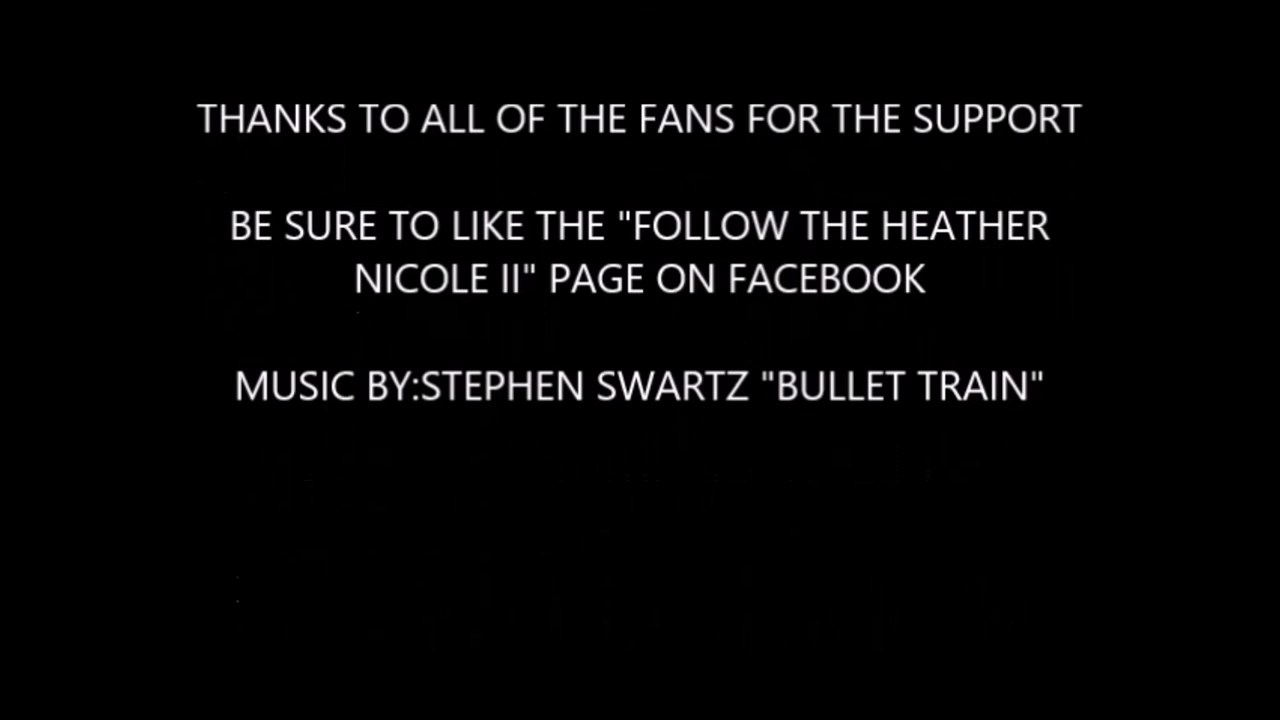 THANKS TO ALL OF THE FANS FOR THE SUPPORT
BE SURE TO LIKE THE "FOLLOW THE HEATHER
NICOLE II" PAGE ON FACEBOOK
MUSIC BY:STEPHEN SWARTZ "BULLET TRAIN"